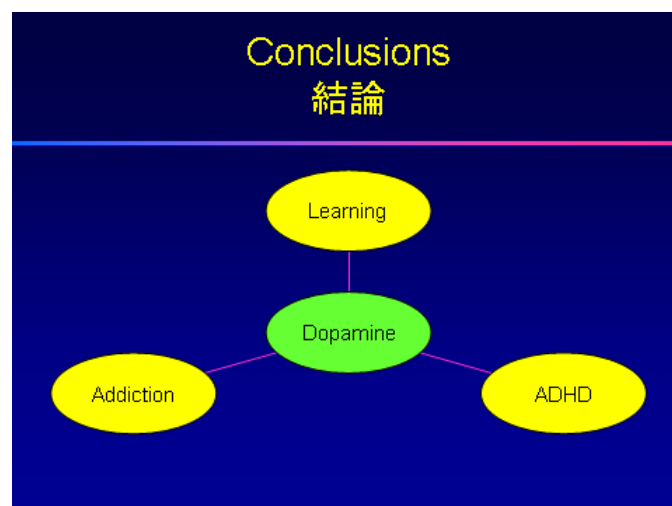 Conclusions
結論
Learning
Dopamine
Addiction
ADHD